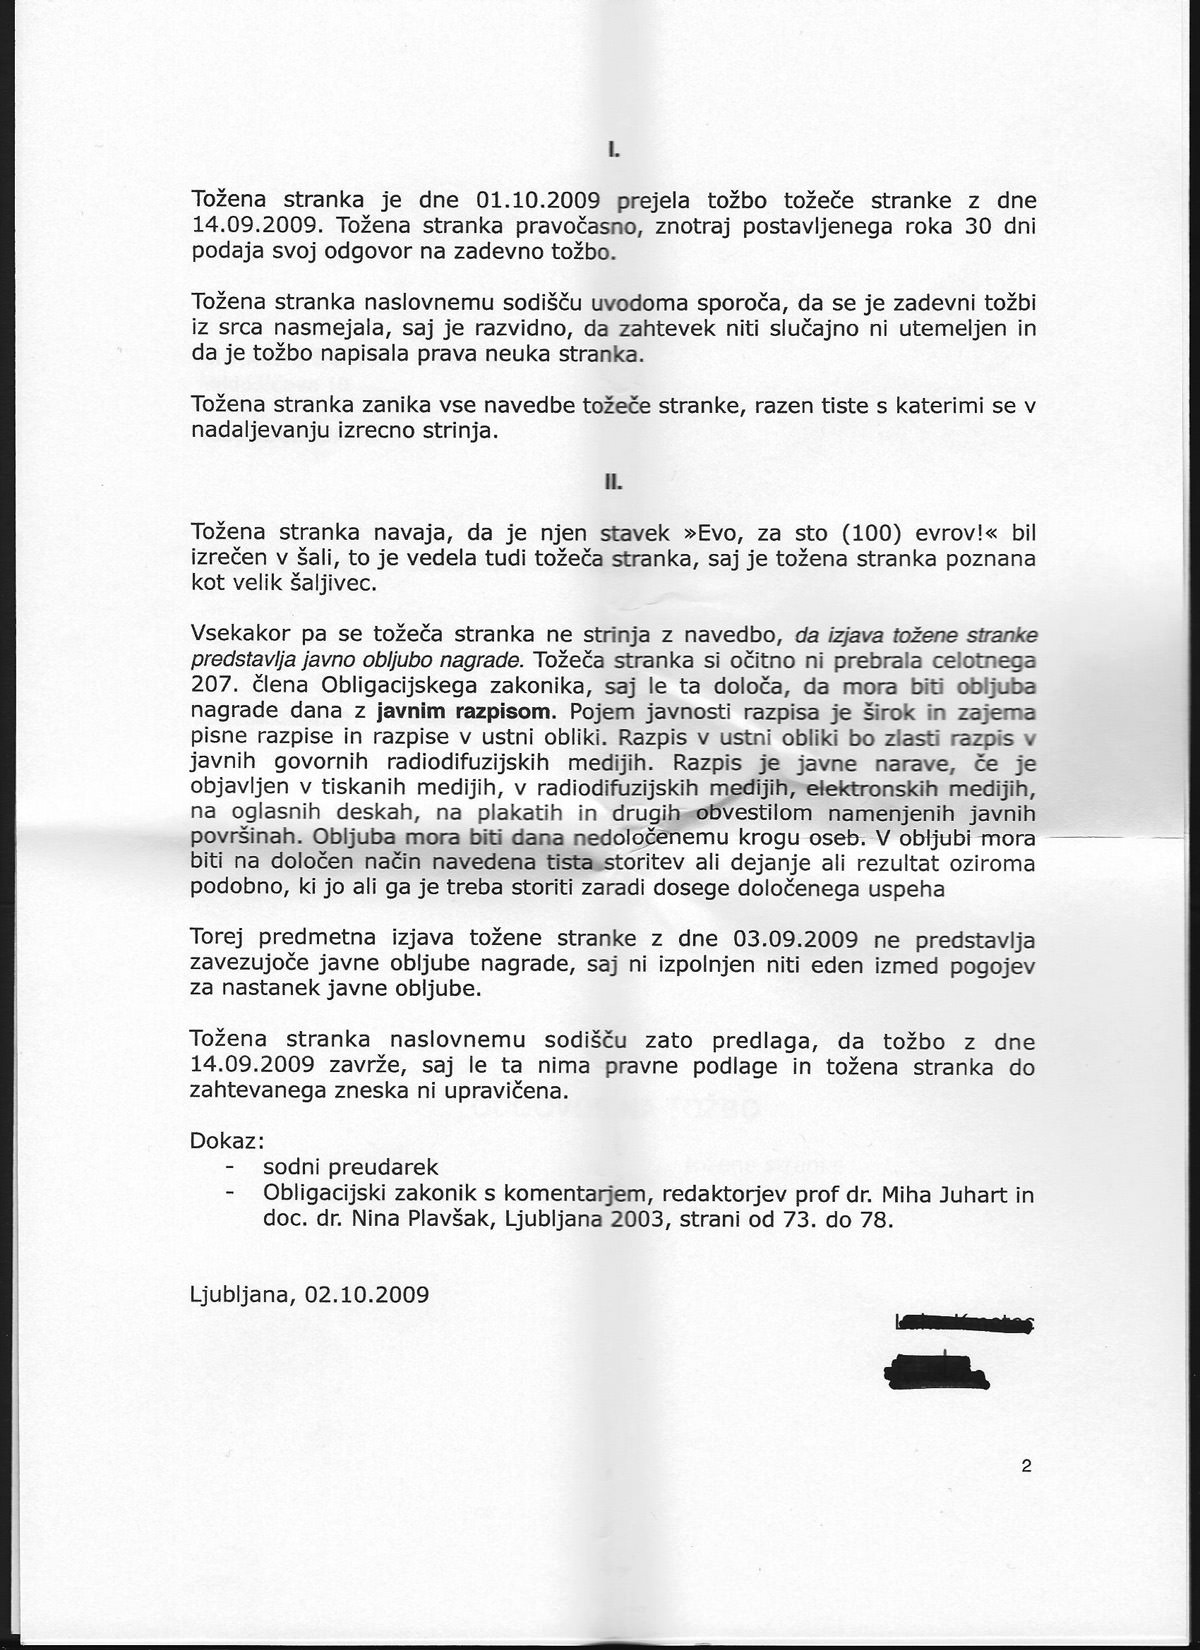 I.
Tožena stranka je dne 01.10.2009 prejela tožbo tožeče stranke z dne
14.09.2009. Tožena stranka pravočasno, znotraj postavljenega roka 30 dni
podaja svoj odgovor na zadevno tožbo.
Tožena stranka naslovnemu sodišču uvodoma sporoča, da se je zadevni tožbi
iz srca nasmejala, saj je razvidno, da zahtevek niti slučajno ni utemeljen in
da je tožbo napisala prava neuka stranka.
Tožena stranka zanika vse navedbe tožeče stranke, razen tiste s katerimi se v
nadaljevanju izrecno strinja.
II.
Tožena stranka navaja, da je njen stavek »Evo, za sto (100) evrov!« bil
izrečen v šali, to je vedela tudi tožeča stranka, saj je tožena stranka poznana
kot velik šaljivec.
Vsekakor pa se tožeča stranka ne strinja z navedbo, da izjava tožene stranke
predstavlja javno obljubo nagrade. Tožeča stranka si očitno ni prebrala celotnega
207. člena Obligacijskega zakonika, saj le ta določa, da mora biti obljuba
nagrade dana z javnim razpisom. Pojem javnosti razpisa je širok in zajema
pisne razpise in razpise v ustni obliki. Razpis v ustni obliki bo zlasti razpis v
javnih govornih radiodifuzijskih medijih. Razpis je javne narave, če je
objavljen v tiskanih medijih, v radiodifuzijskih medijih, elektronskih medijih,
na oglasnih deskah, na plakatih in drugih obvestilom namenjenih javnih
površinah. Obljuba mora biti dana nedoločenemu krogu oseb. V obljubi mora
biti na določen način navedena tista storitev ali dejanje ali rezultat oziroma
podobno, ki jo ali ga je treba storiti zaradi dosege določenega uspeha
Torej predmetna izjava tožene stranke z dne 03.09.2009 ne predstavlja
zavezujoče javne obljube nagrade, saj ni izpolnjen niti eden izmed pogojev
za nastanek javne obljube.
Tožena stranka naslovnemu sodišču zato predlaga, da tožbo z dne
14.09.2009 zavrže, saj le ta nima pravne podlage in tožena stranka do
zahtevanega zneska ni upravičena.
Dokaz:
- sodni preudarek
- Obligacijski zakonik s komentarjem, redaktorjev prof dr. Miha Juhart in
doc. dr. Nina Plavšak, Ljubljana 2003, strani od 73. do 78.
Ljubljana, 02.10.2009
2